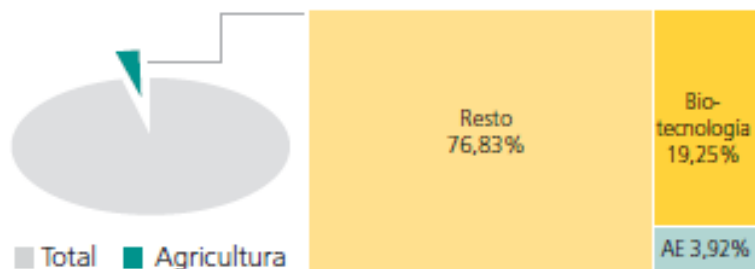 Resto
76,83%
Bio-
tecnologia
19,25%
AE 3,92%
Total
Agricultura